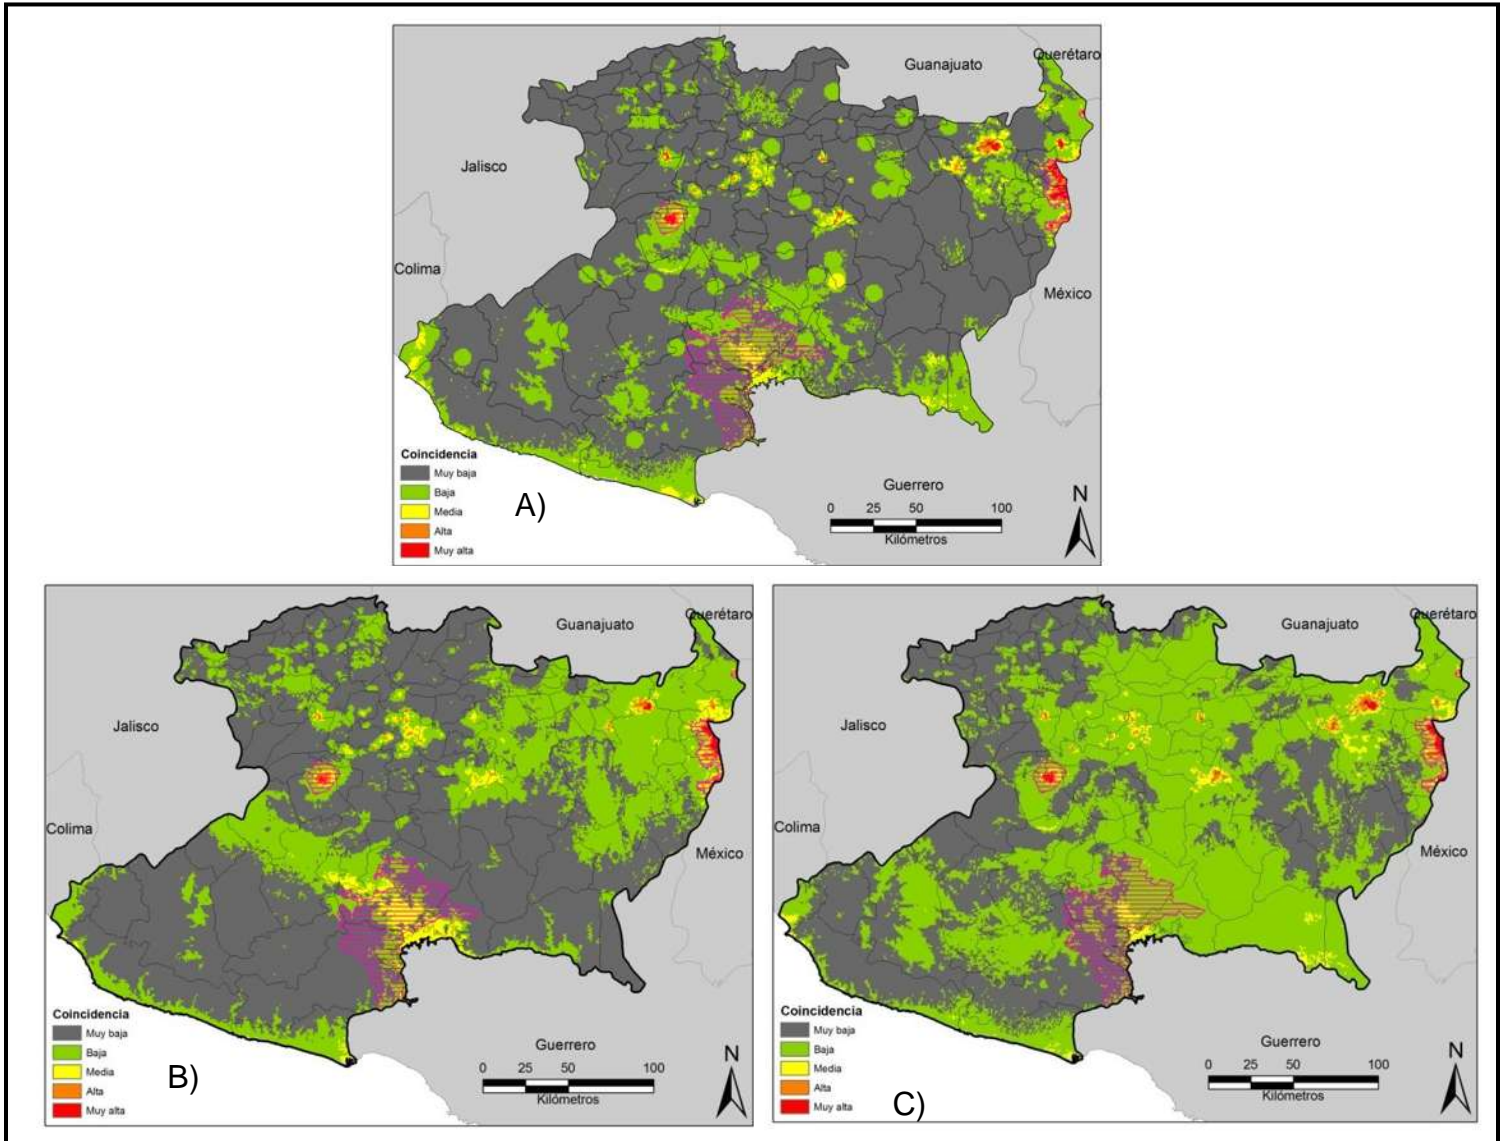 Querétaro
Guanajuato
Jalisco
Colima
México
Coincidencia
Muy baja
Baja
Media
Alta
Muy alta
A)
Guerrero
0 25 50 100
Kilómetros
N
Querétaro
Guanajuato
Jalisco
Colima
México
Coincidencia
Muy baja
Baja
Media
Alta
Muy alta
B)
Guerrero
0 25 50 100
Kilómetros
N
Querétaro
Guanajuato
Jalisco
Colima
México
Coincidencia
Muy baja
Baja
Media
Alta
Muy alta
C)
Guerrero
0 25 50 100
Kilómetros
N